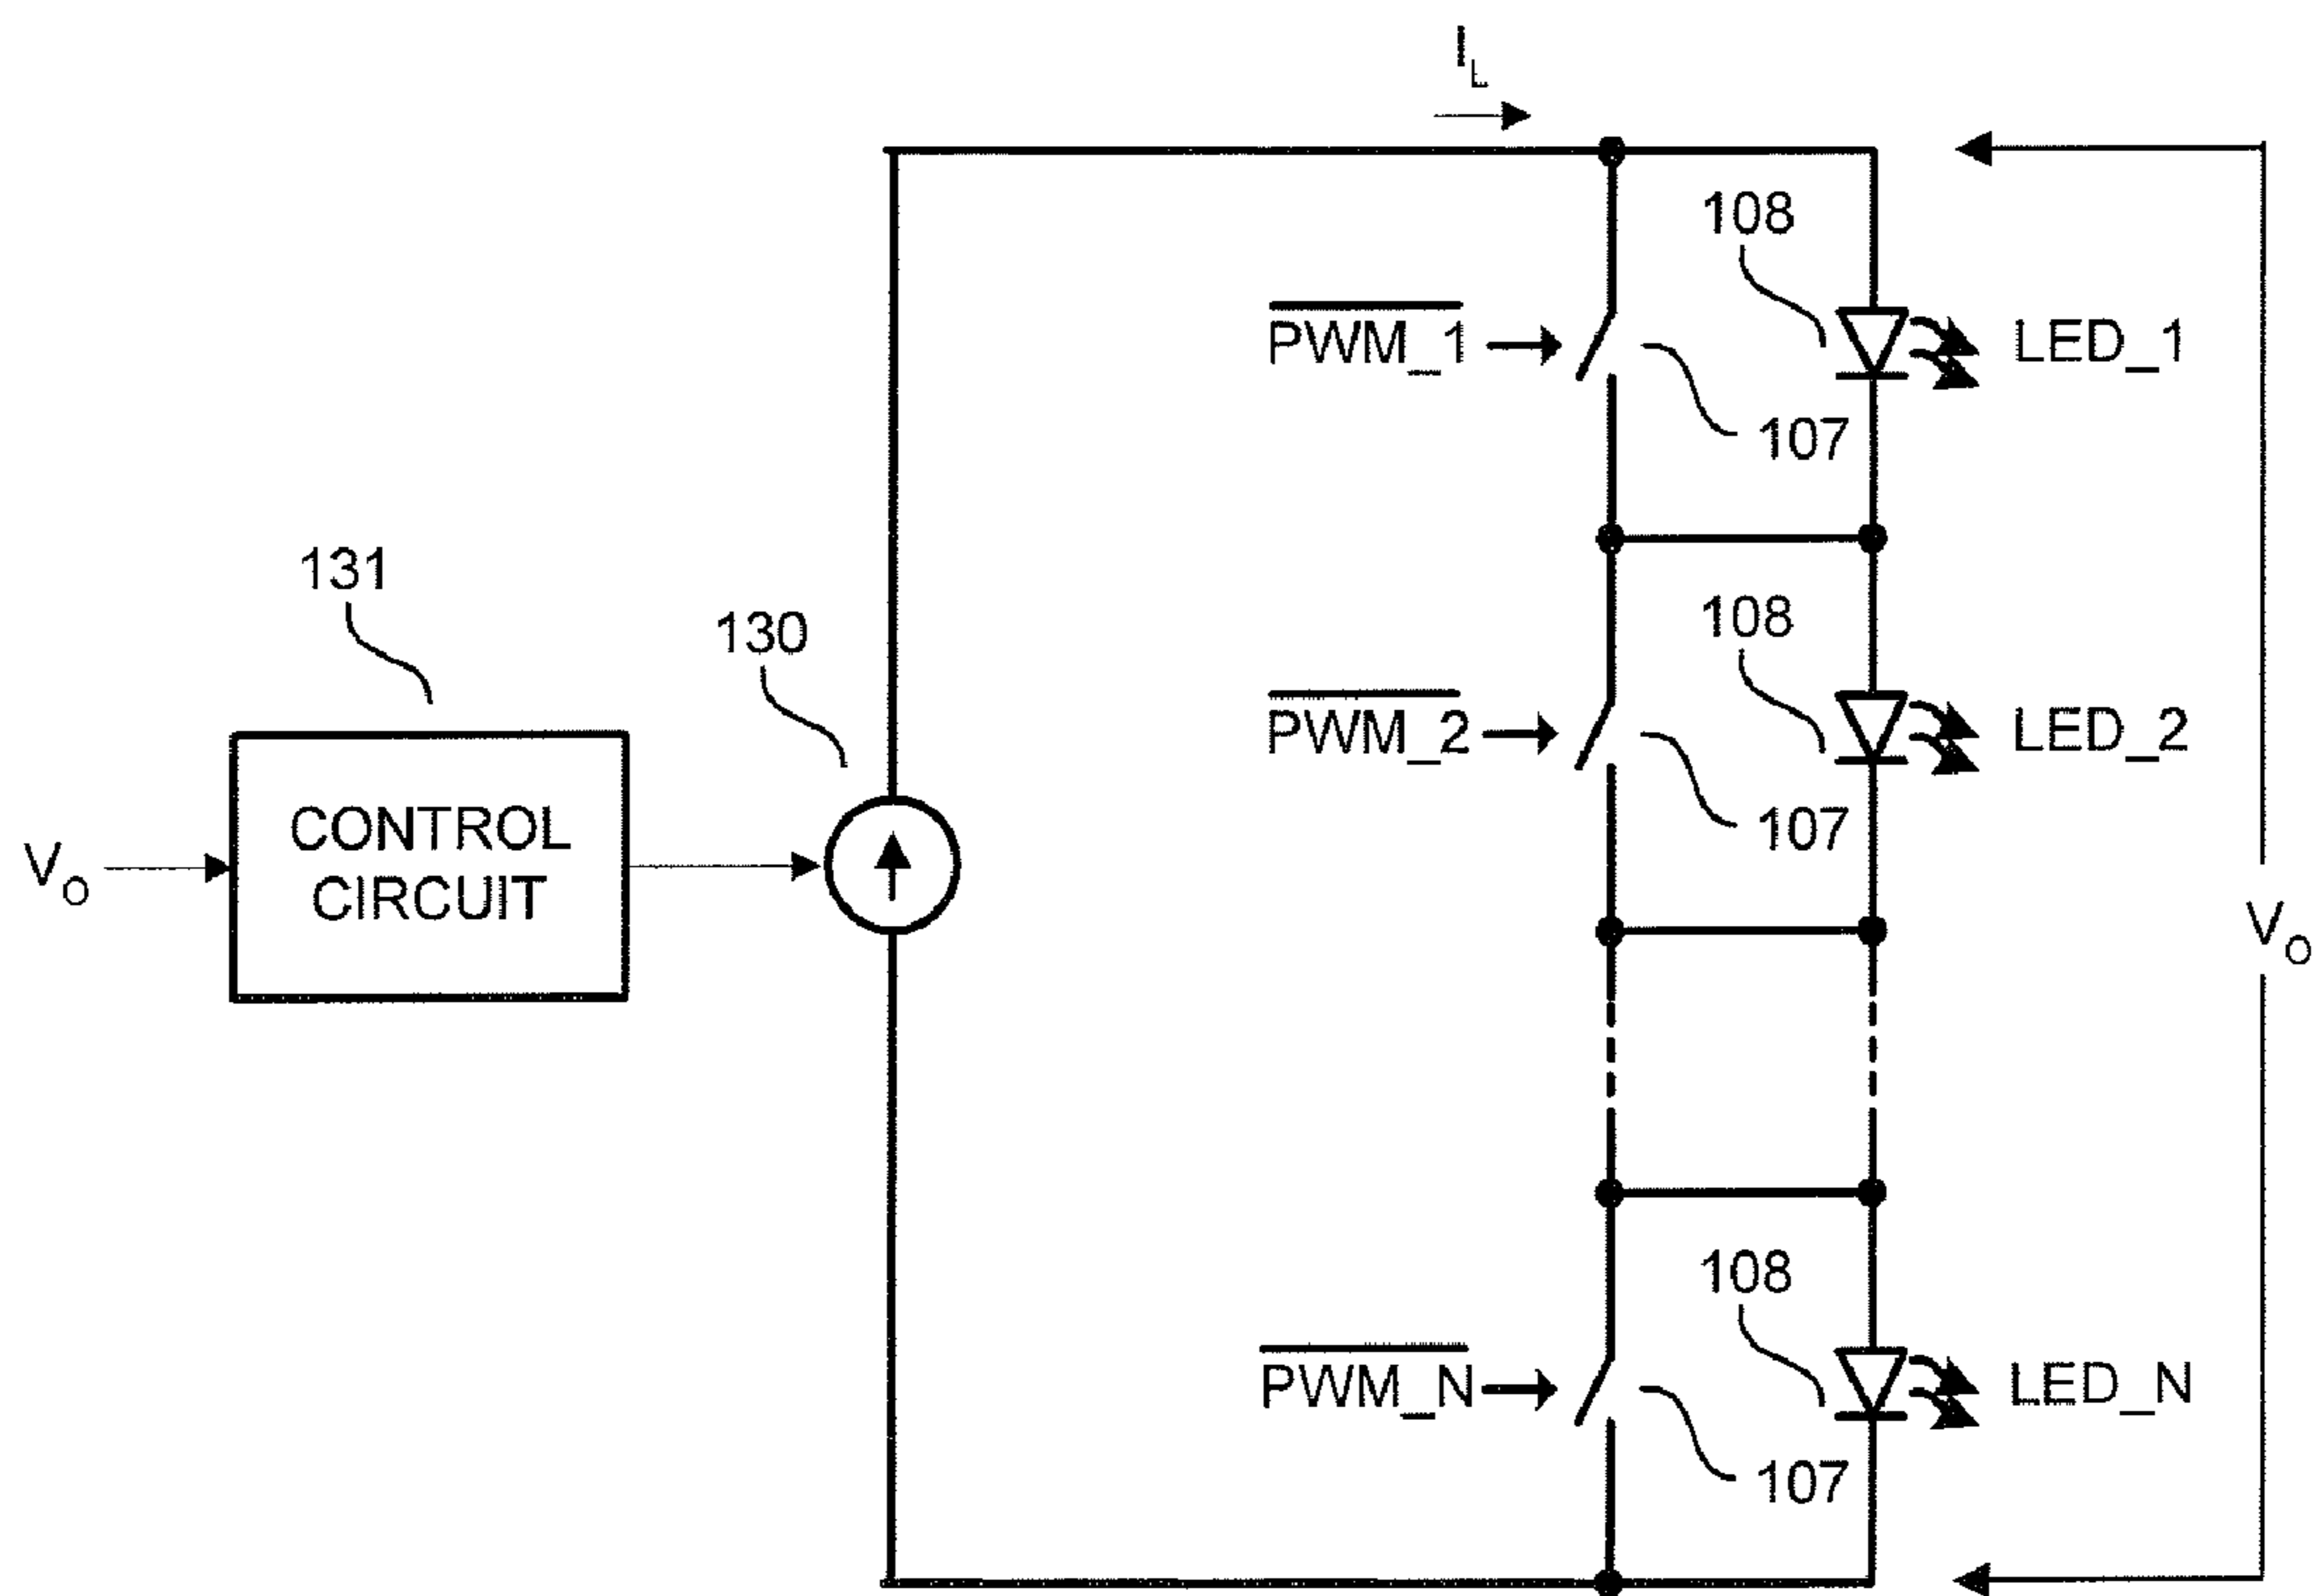 I_L
108
PWM_1
LED_1
107
131
130
108
PWM_2
LED_2
107
CONTROL
CIRCUIT
V_O
V_O
108
PWM_N
LED_N
107